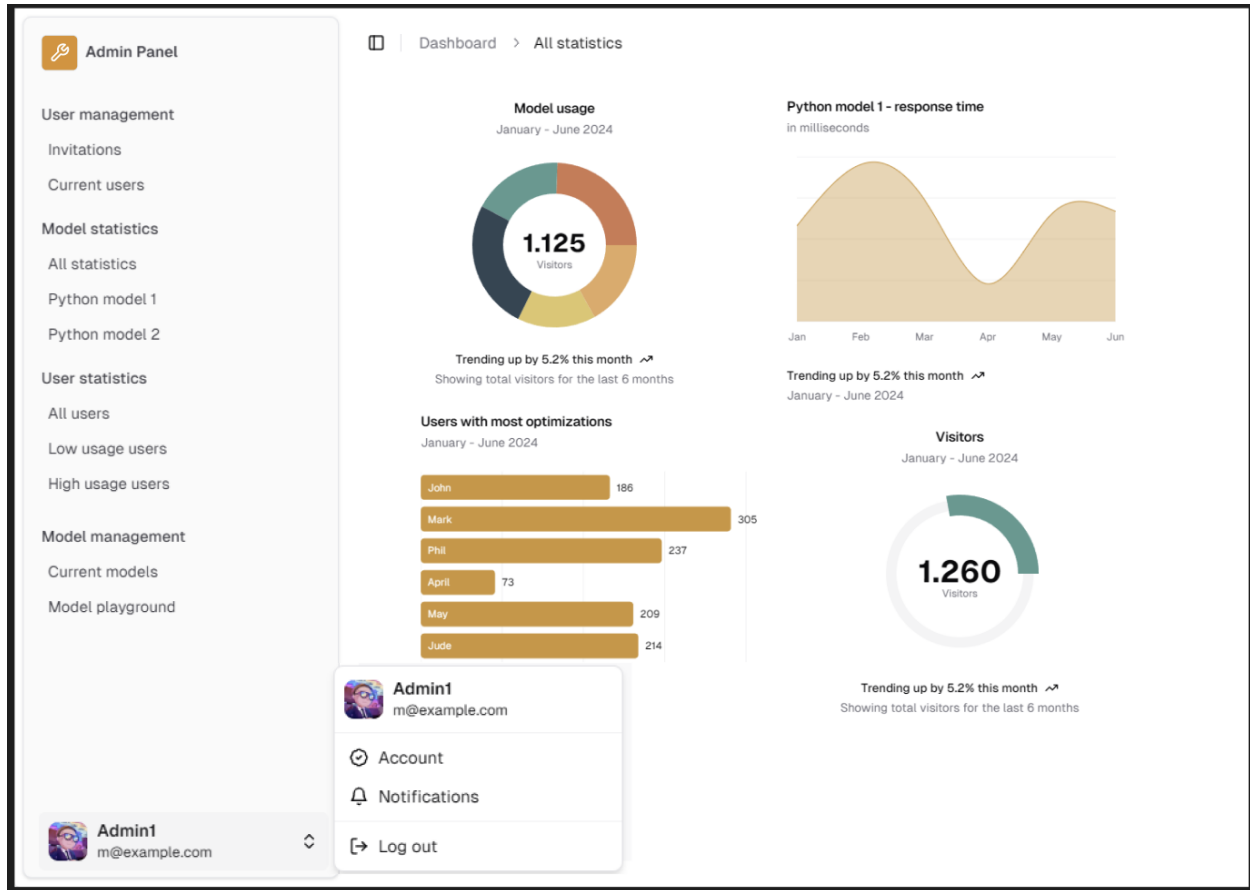 Admin Panel
User management
Invitations
Current users
Model statistics
All statistics
Python model 1
Python model 2
User statistics
All users
Low usage users
High usage users
Model management
Current models
Model playground
Admin1
m@example.com
Dashboard > All statistics
Model usage
January - June 2024
1.125
Visitors
Trending up by 5.2% this month
Showing total visitors for the last 6 months
Python model 1 - response time
in milliseconds
Jan Feb Mar Apr May Jun
Trending up by 5.2% this month
January - June 2024
Users with most optimizations
January - June 2024
John 186
Mark 305
Phil 237
April 73
May 209
Jude 214
Visitors
January - June 2024
1.260
Visitors
Trending up by 5.2% this month
Showing total visitors for the last 6 months
Admin1
m@example.com
Account
Notifications
Log out